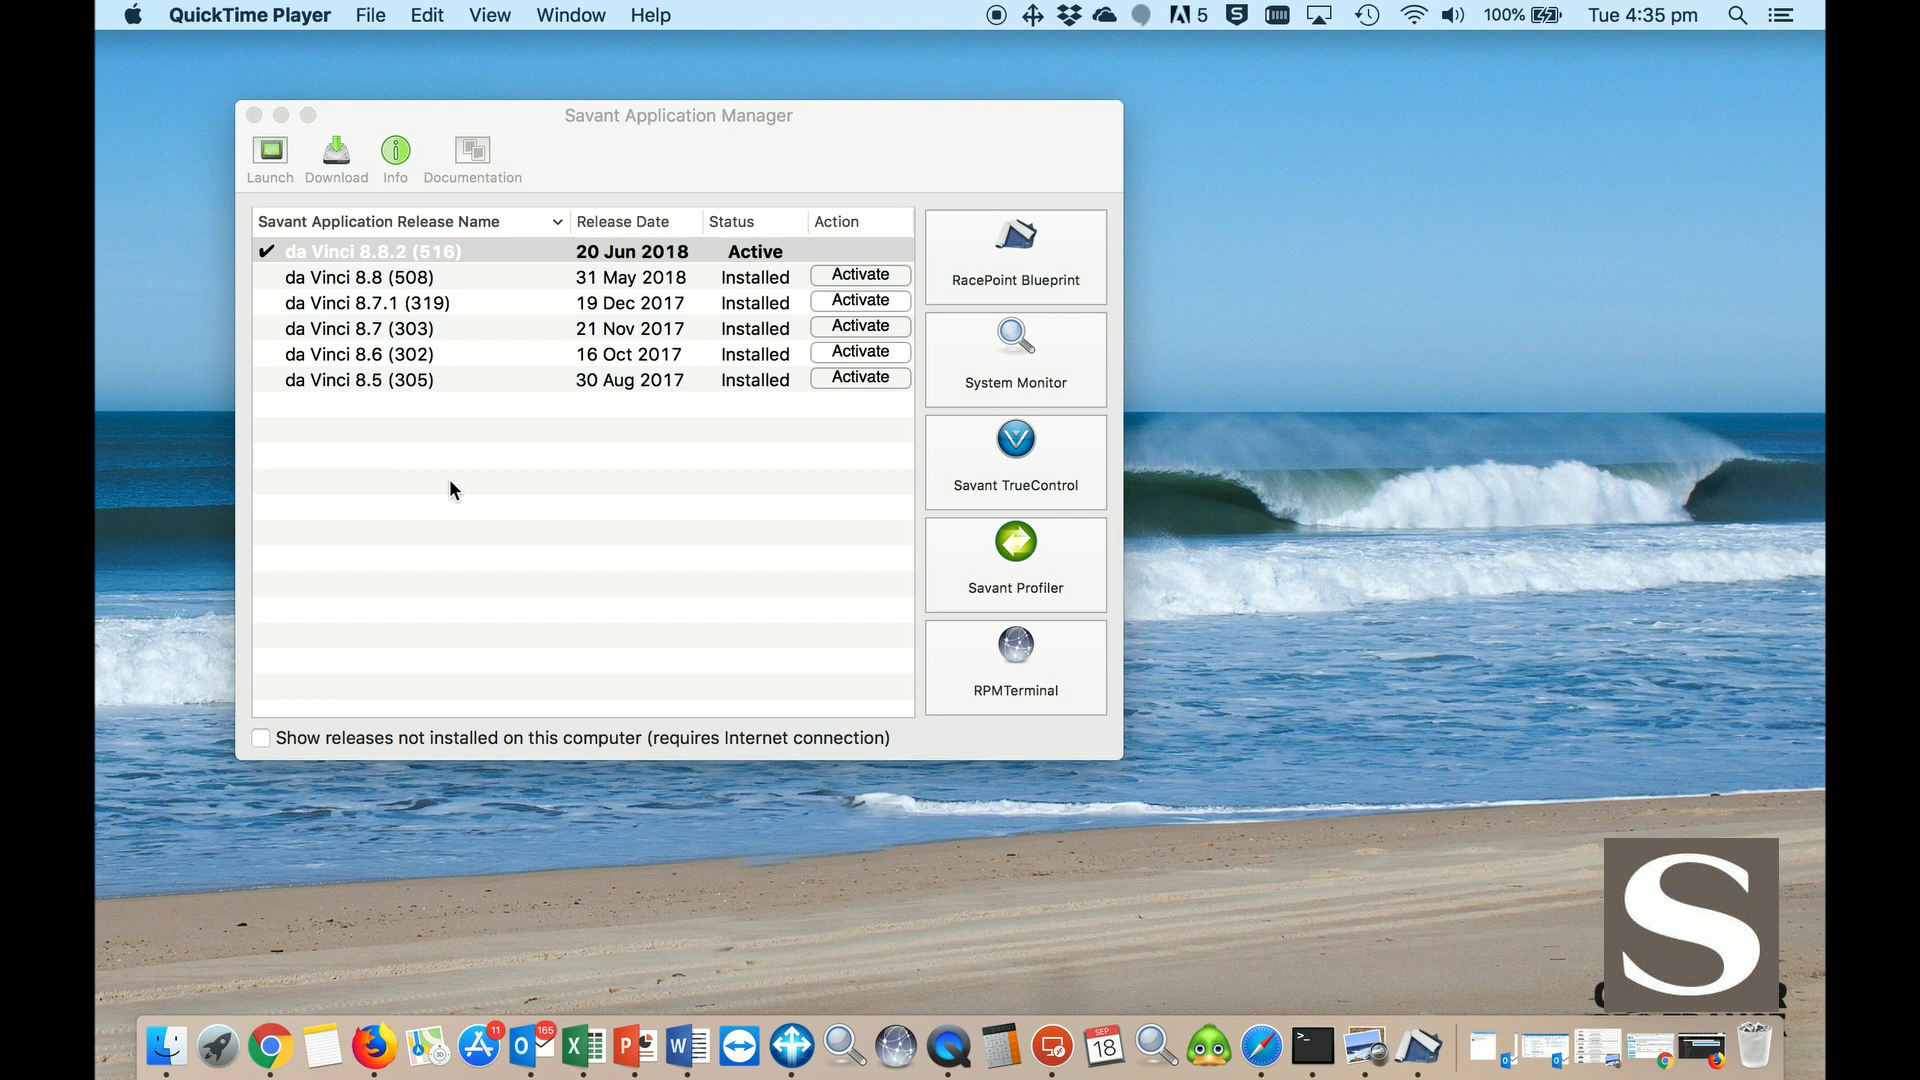 QuickTime Player File Edit View Window Help 5 100% Tue 4:35 pm
Savant Application Manager
Launch Download Info Documentation
Savant Application Release Name Release Date Status Action
da Vinci 8.8.2 (516) 20 Jun 2018 Active
da Vinci 8.8 (508) 31 May 2018 Installed Activate
da Vinci 8.7.1 (319) 19 Dec 2017 Installed Activate
da Vinci 8.7 (303) 21 Nov 2017 Installed Activate
da Vinci 8.6 (302) 16 Oct 2017 Installed Activate
da Vinci 8.5 (305) 30 Aug 2017 Installed Activate
RacePoint Blueprint
System Monitor
Savant TrueControl
Savant Profiler
RPMTerminal
Show releases not installed on this computer (requires Internet connection)
S
11
165
SEP
18